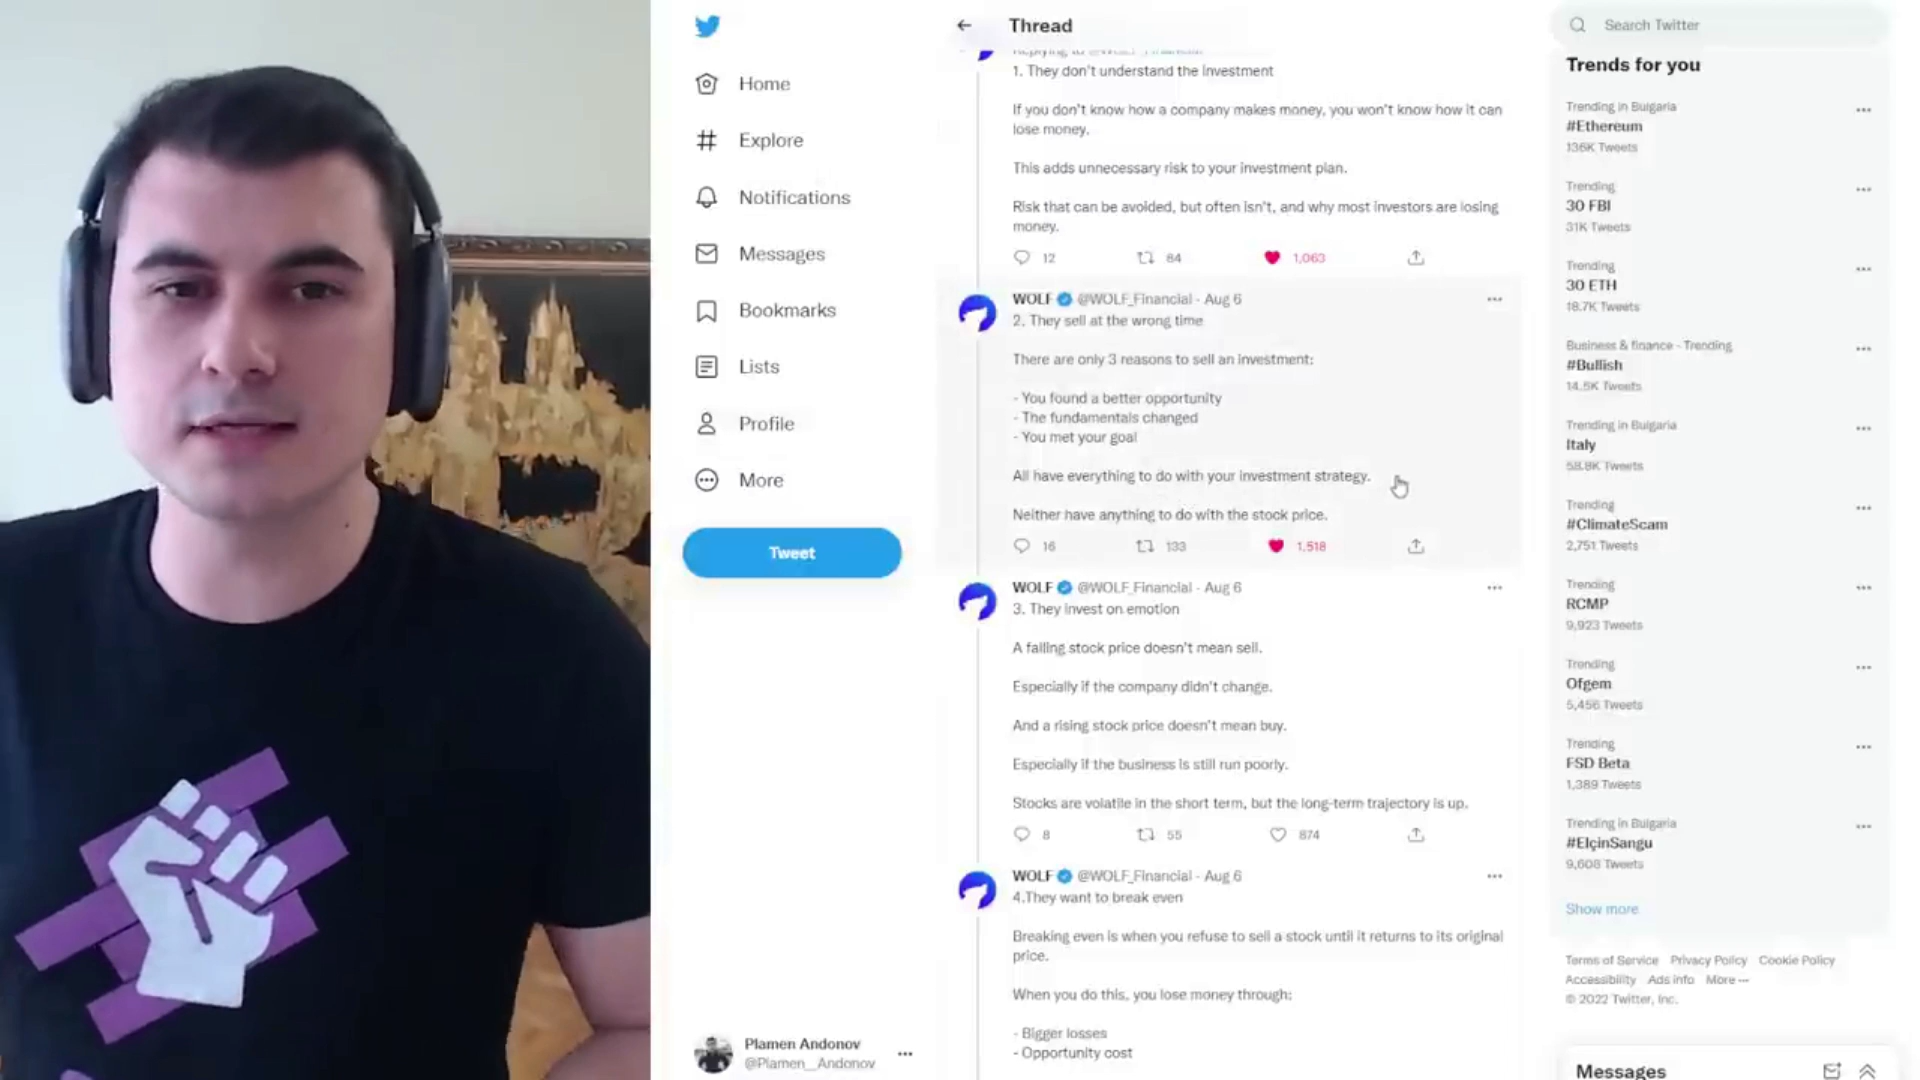 Home
Explore
Notifications
Messages
Bookmarks
Lists
Profile
More
Tweet
Plamen Andonov
@Plamen__Andonov
Thread
Replying to @WOLF_Financial
1. They don't understand the investment
If you don't know how a company makes money, you won't know how it can
lose money.
This adds unnecessary risk to your investment plan.
Risk that can be avoided, but often isn't, and why most investors are losing
money.
12 84 1,063
WOLF @WOLF_Financial · Aug 6
2. They sell at the wrong time
There are only 3 reasons to sell an investment:
- You found a better opportunity
- The fundamentals changed
- You met your goal
All have everything to do with your investment strategy.
Neither have anything to do with the stock price.
16 133 1,518
WOLF @WOLF_Financial · Aug 6
3. They invest on emotion
A falling stock price doesn't mean sell.
Especially if the company didn't change.
And a rising stock price doesn't mean buy.
Especially if the business is still run poorly.
Stocks are volatile in the short term, but the long-term trajectory is up.
8 55 874
WOLF @WOLF_Financial · Aug 6
4.They want to break even
Breaking even is when you refuse to sell a stock until it returns to its original
price.
When you do this, you lose money through:
- Bigger losses
- Opportunity cost
Search Twitter
Trends for you
Trending in Bulgaria
#Ethereum
136K Tweets
Trending
30 FBI
31K Tweets
Trending
30 ETH
18.7K Tweets
Business & finance · Trending
#Bullish
14.5K Tweets
Trending in Bulgaria
Italy
58.8K Tweets
Trending
#ClimateScam
2,751 Tweets
Trending
RCMP
9,923 Tweets
Trending
Ofgem
5,456 Tweets
Trending
FSD Beta
1,389 Tweets
Trending in Bulgaria
#ElçinSangu
9,608 Tweets
Show more
Terms of Service Privacy Policy Cookie Policy
Accessibility Ads info More ···
© 2022 Twitter, Inc.
Messages